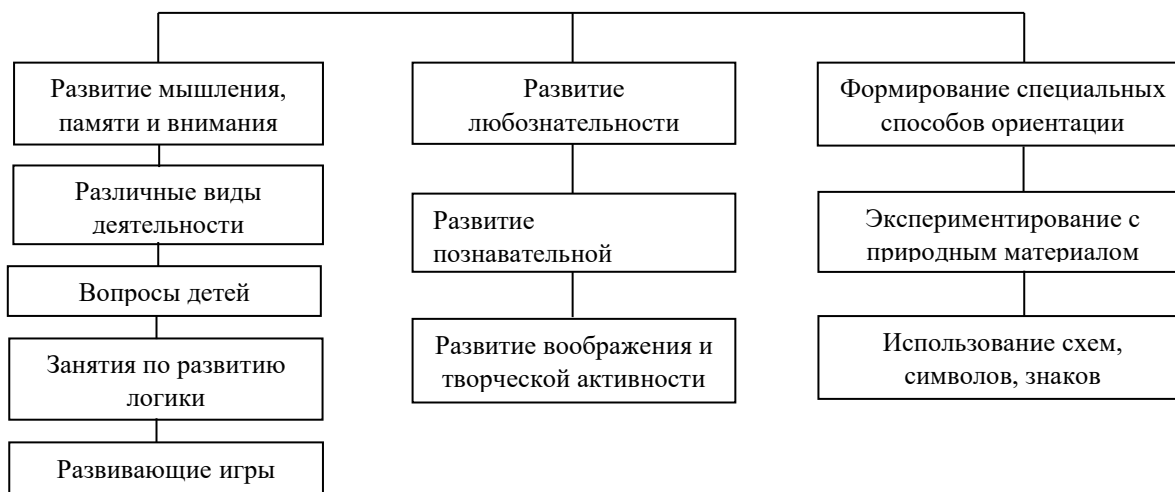 Развитие мышления,
памяти и внимания
Различные виды
деятельности
Вопросы детей
Занятия по развитию
логики
Развивающие игры
Развитие
любознательности
Развитие
познавательной
Развитие воображения и
творческой активности
Формирование специальных
способов ориентации
Экспериментирование с
природным материалом
Использование схем,
символов, знаков